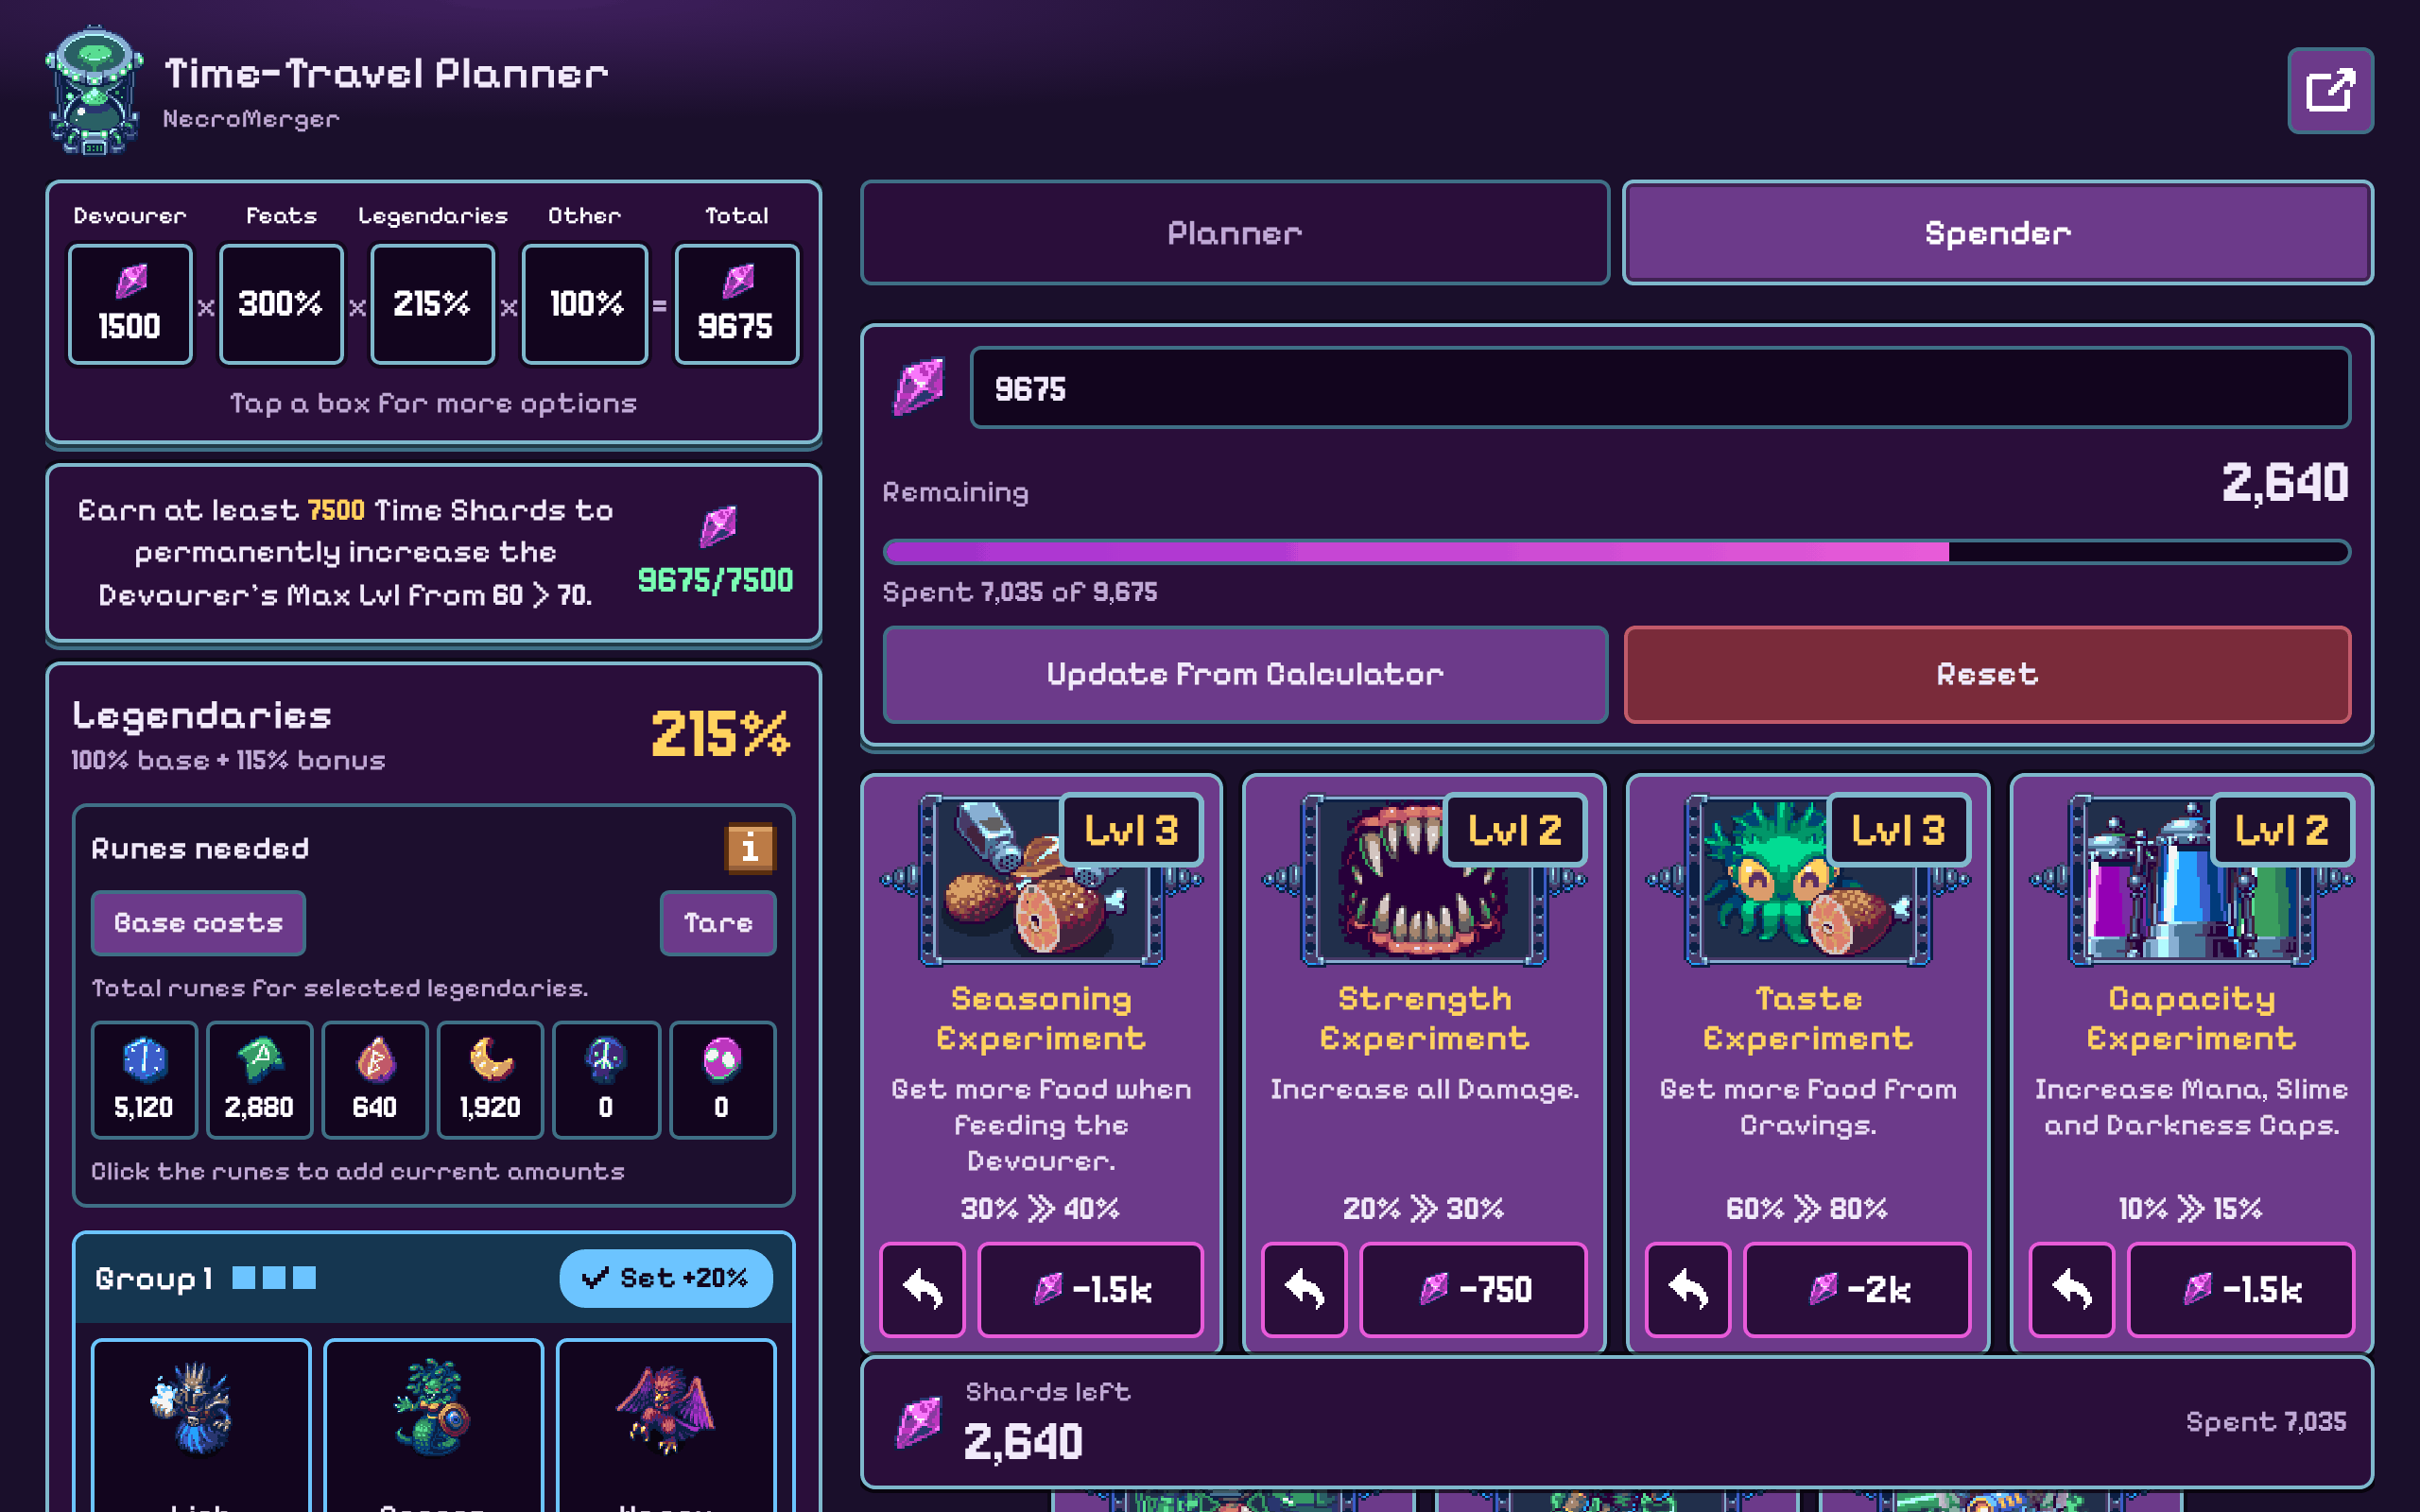 Time-Travel Planner
NecroMerger
Devourer Feats Legendaries Other Total
1500 x 300% x 215% x 100% = 9675
Tap a box for more options
Earn at least 7500 Time Shards to
permanently increase the
Devourer's Max Lvl from 60 > 70.
9675/7500
Legendaries
100% base + 115% bonus
215%
Runes needed
i
Base costs
Tare
Total runes for selected legendaries.
5,120 2,880 640 1,920 0 0
Click the runes to add current amounts
Group 1
Set +20%
Planner
Spender
9675
Remaining
2,640
Spent 7,035 of 9,675
Update from Calculator
Reset
Lvl 3
Seasoning
Experiment
Get more Food when
Feeding the
Devourer.
30% >> 40%
-1.5k
Lvl 2
Strength
Experiment
Increase all Damage.
20% >> 30%
-750
Lvl 3
Taste
Experiment
Get more Food from
Cravings.
60% >> 80%
-2k
Lvl 2
Capacity
Experiment
Increase Mana, Slime
and Darkness Caps.
10% >> 15%
-1.5k
Shards left
2,640
Spent 7,035